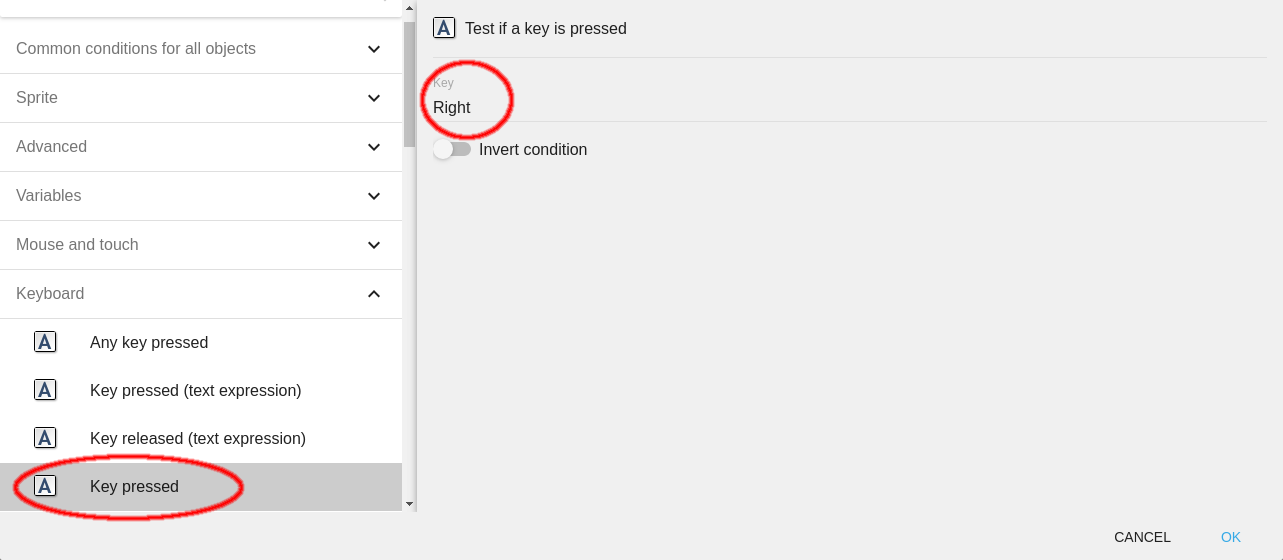 Common conditions for all objects
Sprite
Advanced
Variables
Mouse and touch
Keyboard
A Any key pressed
A Key pressed (text expression)
A Key released (text expression)
A Key pressed
A Test if a key is pressed
Key
Right
Invert condition
CANCEL OK